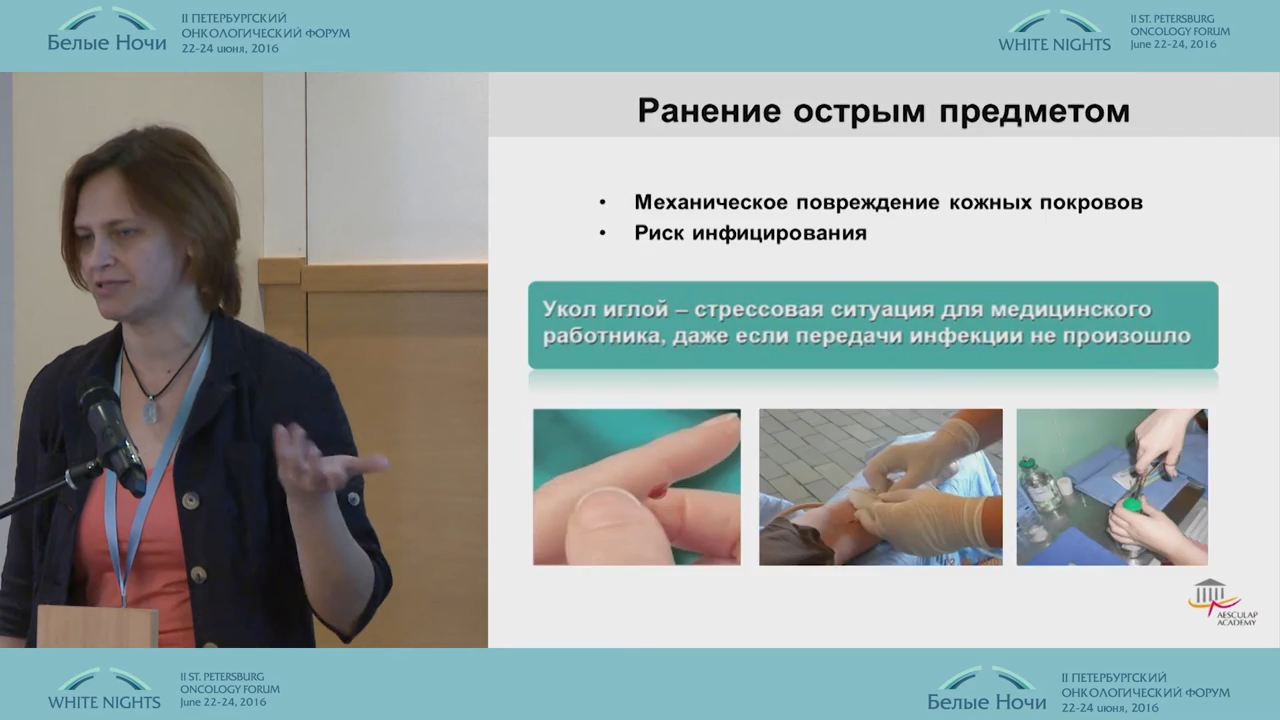 Белые Ночи
II ПЕТЕРБУРГСКИЙ
ОНКОЛОГИЧЕСКИЙ ФОРУМ
22-24 июня, 2016
WHITE NIGHTS
II ST. PETERSBURG
ONCOLOGY FORUM
June 22-24, 2016
Ранение острым предметом
• Механическое повреждение кожных покровов
• Риск инфицирования
Укол иглой – стрессовая ситуация для медицинского
работника, даже если передачи инфекции не произошло
AESCULAP
ACADEMY
WHITE NIGHTS
II ST. PETERSBURG
ONCOLOGY FORUM
June 22-24, 2016
Белые Ночи
II ПЕТЕРБУРГСКИЙ
ОНКОЛОГИЧЕСКИЙ ФОРУМ
22-24 июня, 2016